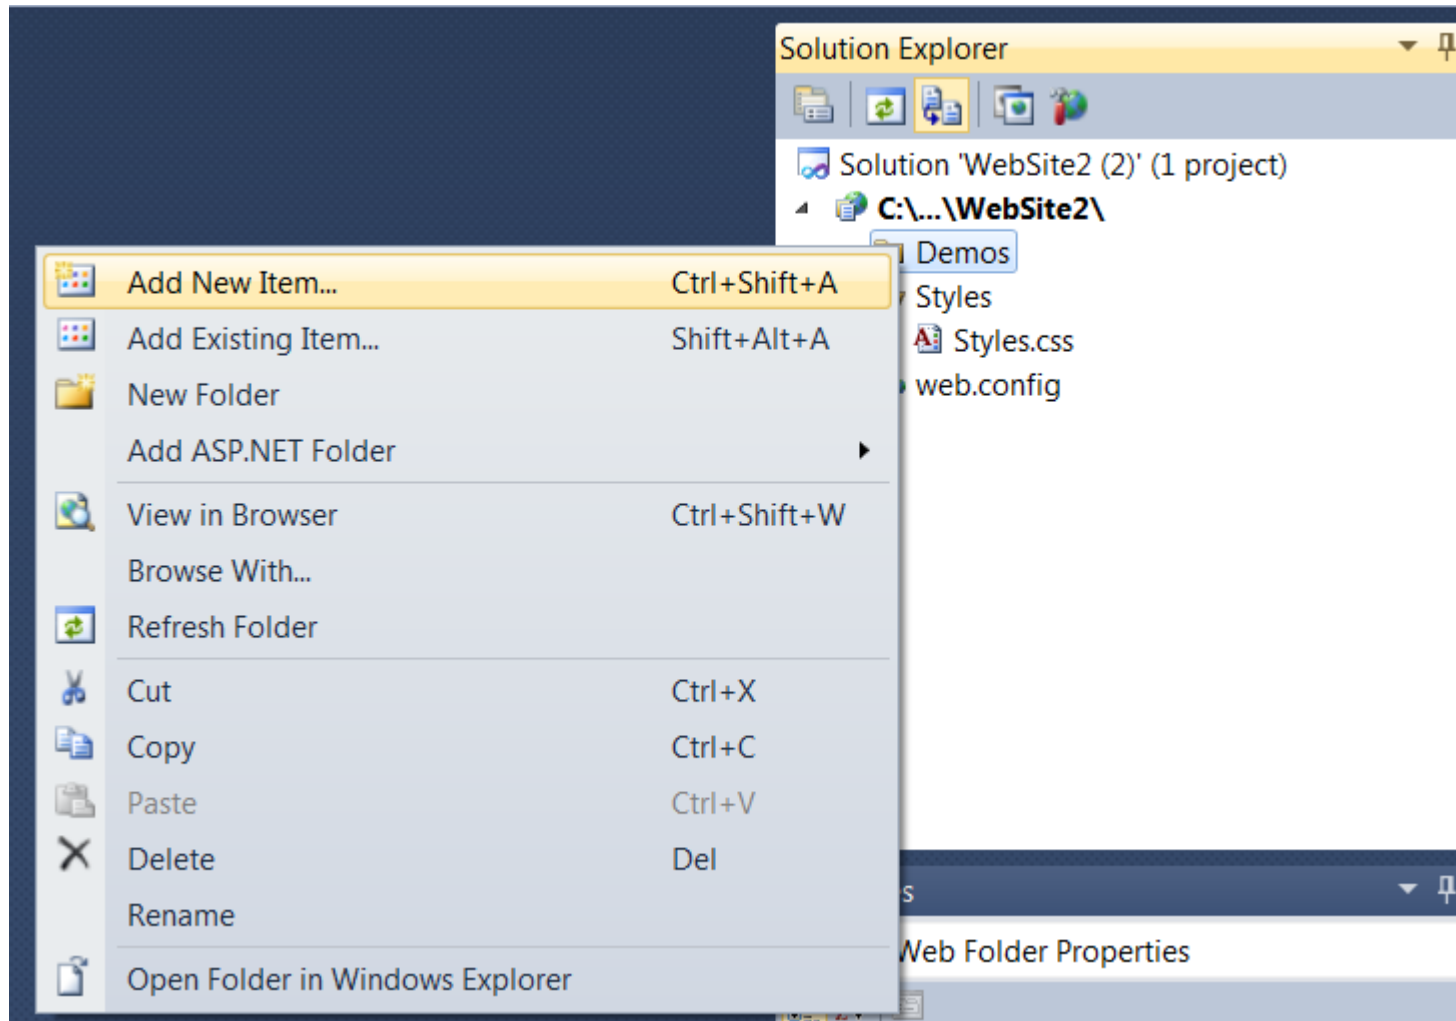 Solution Explorer
Solution 'WebSite2 (2)' (1 project)
C:\...\WebSite2\
Demos
Styles
Styles.css
web.config
Add New Item... Ctrl+Shift+A
Add Existing Item... Shift+Alt+A
New Folder
Add ASP.NET Folder
View in Browser Ctrl+Shift+W
Browse With...
Refresh Folder
Cut Ctrl+X
Copy Ctrl+C
Paste Ctrl+V
Delete Del
Rename
Open Folder in Windows Explorer
Web Folder Properties